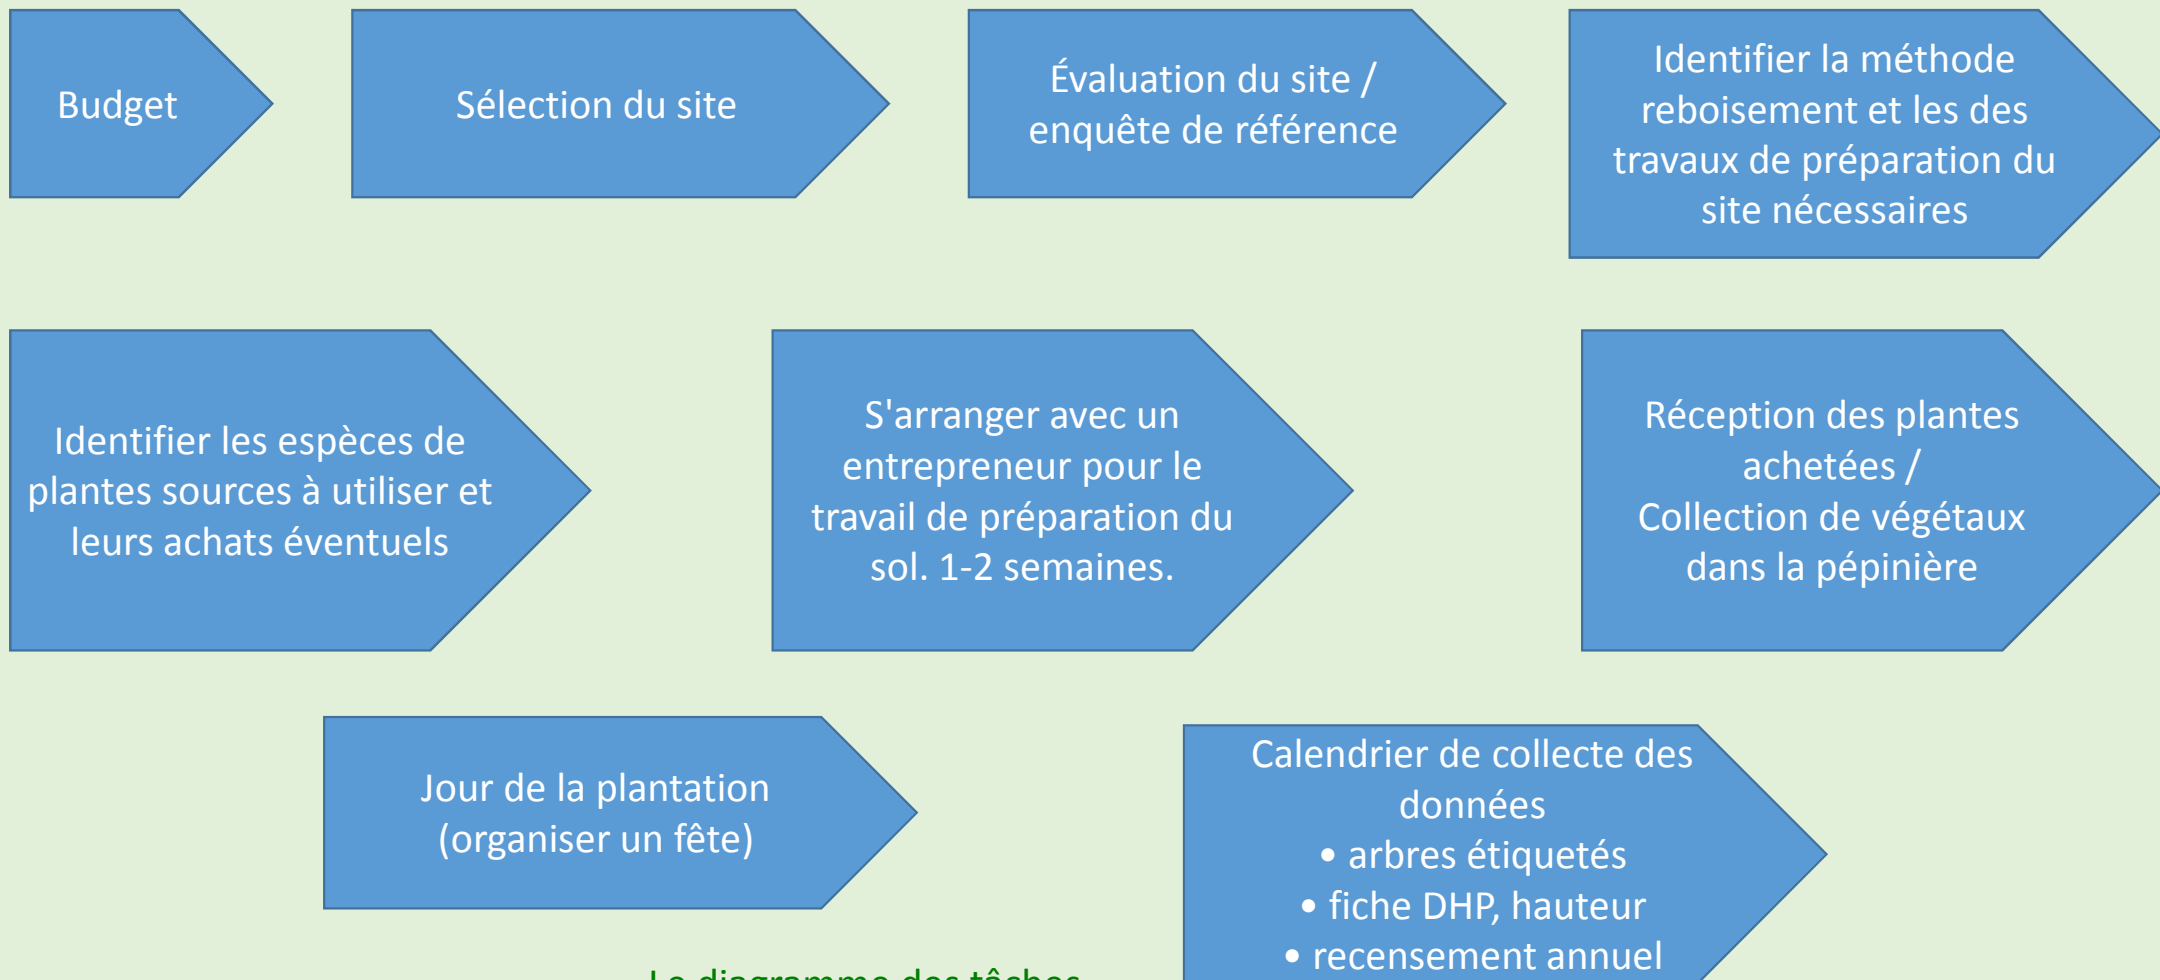 Budget
Sélection du site
Évaluation du site /
enquête de référence
Identifier la méthode
reboisement et les des
travaux de préparation du
site nécessaires
Identifier les espèces de
plantes sources à utiliser et
leurs achats éventuels
S'arranger avec un
entrepreneur pour le
travail de préparation du
sol. 1-2 semaines.
Réception des plantes
achetées /
Collection de végétaux
dans la pépinière
Jour de la plantation
(organiser un fête)
Calendrier de collecte des
données
• arbres étiquetés
• fiche DHP, hauteur
• recensement annuel
Le diagramme des tâches